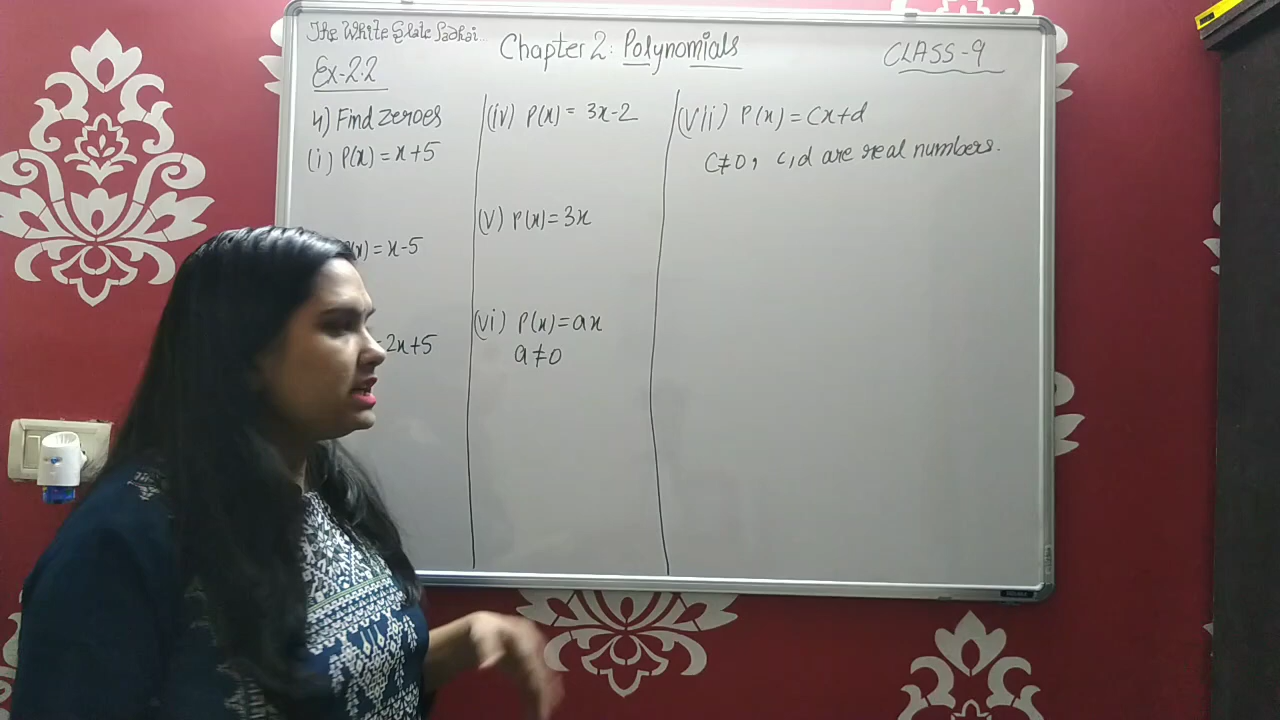 The White Slate Padhai
Chapter 2: Polynomials
CLASS-9
Ex-2.2
4) Find zeroes
(i) P(x) = x+5
(x) = x-5
= 2x+5
(iv) P(x) = 3x-2
(v) P(x) = 3x
(vi) P(x) = ax
a≠0
(vii) P(x) = Cx+d
C≠0, c,d are real numbers.